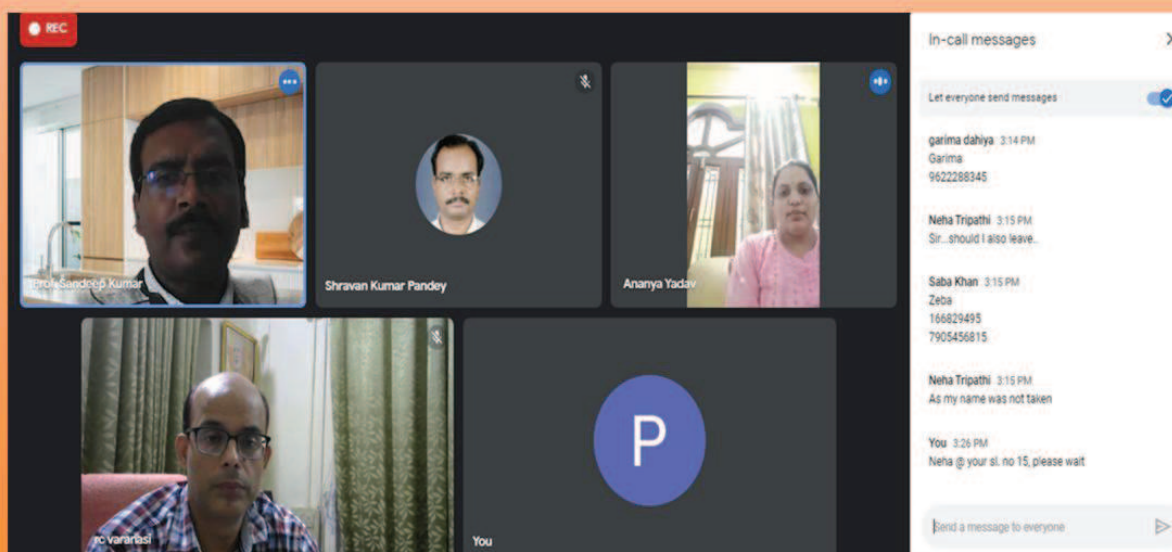 REC
Prof. Sandeep Kumar
Shravan Kumar Pandey
Ananya Yadav
rc varanasi
P
You
In-call messages
Let everyone send messages
garima dahiya 3:14 PM
Garima
9622288345
Neha Tripathi 3:15 PM
Sir...should I also leave..
Saba Khan 3:15 PM
Zeba
166829495
7905456815
Neha Tripathi 3:15 PM
As my name was not taken
You 3:26 PM
Neha @ your sl. no 15, please wait
Send a message to everyone